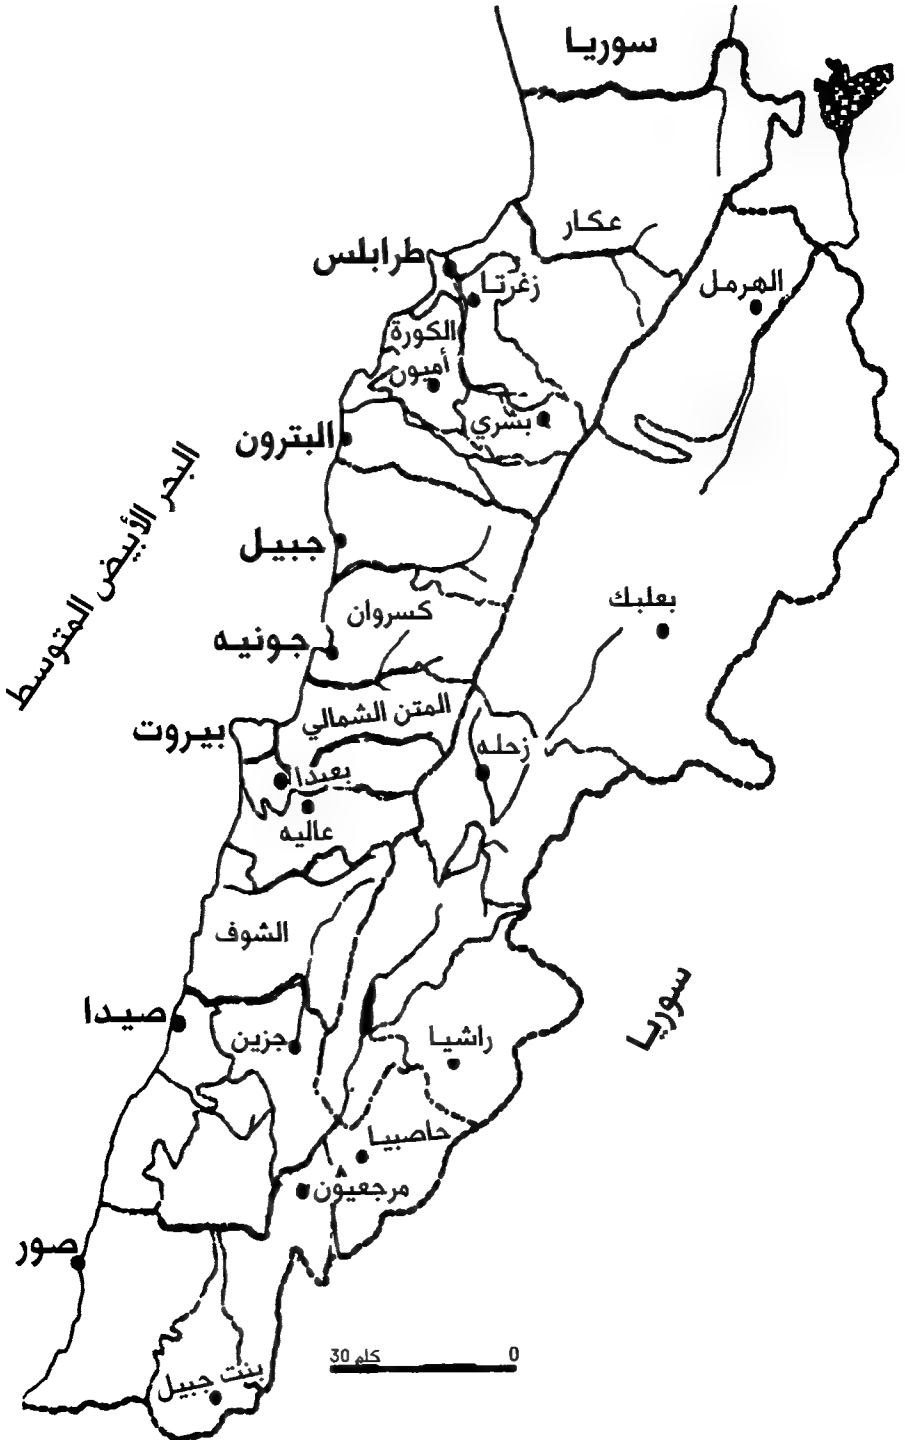 سوريا
عكار
طرابلس
زغرتا
الهرمل
الكورة
أميون
بشري
البترون
البحر الأبيض المتوسط
جبيل
بعلبك
كسروان
جونيه
المتن الشمالي
بيروت
زحله
بعبدا
عاليه
الشوف
سوريا
صيدا
جزين
راشيا
حاصبيا
مرجعيون
صور
30 كلم 0
بنت جبيل